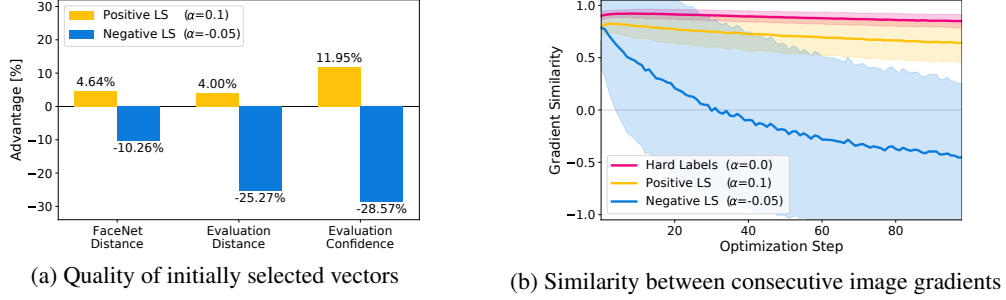 Advantage [%]
30
20
10
0
−10
−20
−30
Positive LS (α=0.1)
Negative LS (α=-0.05)
4.64%
-10.26%
4.00%
-25.27%
11.95%
-28.57%
FaceNet
Distance
Evaluation
Distance
Evaluation
Confidence
(a) Quality of initially selected vectors
Gradient Similarity
1.0
0.5
0.0
−0.5
−1.0
Hard Labels (α=0.0)
Positive LS (α=0.1)
Negative LS (α=-0.05)
20
40
60
80
Optimization Step
(b) Similarity between consecutive image gradients